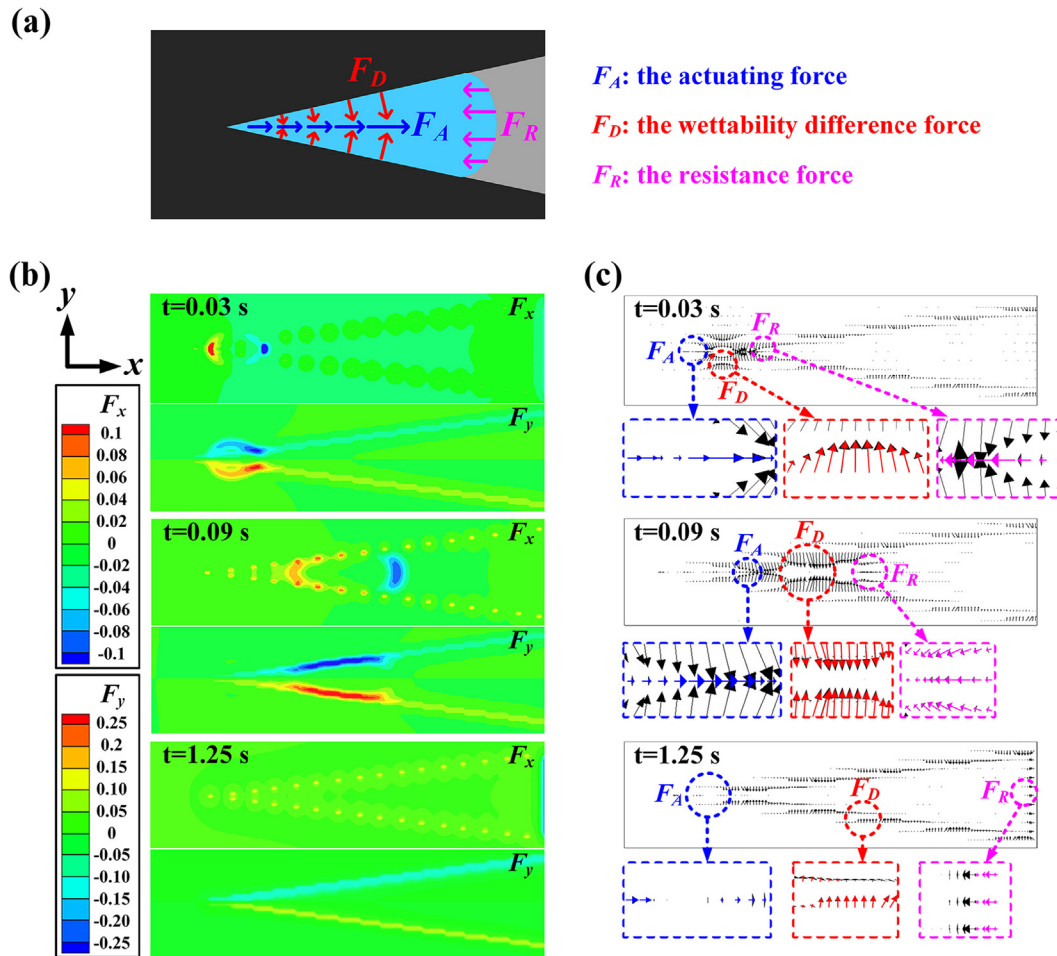 (a)
F_D
F_A
F_R
F_A: the actuating force
F_D: the wettability difference force
F_R: the resistance force
(b)
y
x
F_x
0.1
0.08
0.06
0.04
0.02
0
-0.02
-0.04
-0.06
-0.08
-0.1
F_y
0.25
0.2
0.15
0.10
0.05
0
-0.05
-0.10
-0.15
-0.20
-0.25
t=0.03 s
F_x
F_y
t=0.09 s
F_x
F_y
t=1.25 s
F_x
F_y
(c)
t=0.03 s
F_A
F_D
F_R
t=0.09 s
F_A
F_D
F_R
t=1.25 s
F_A
F_D
F_R